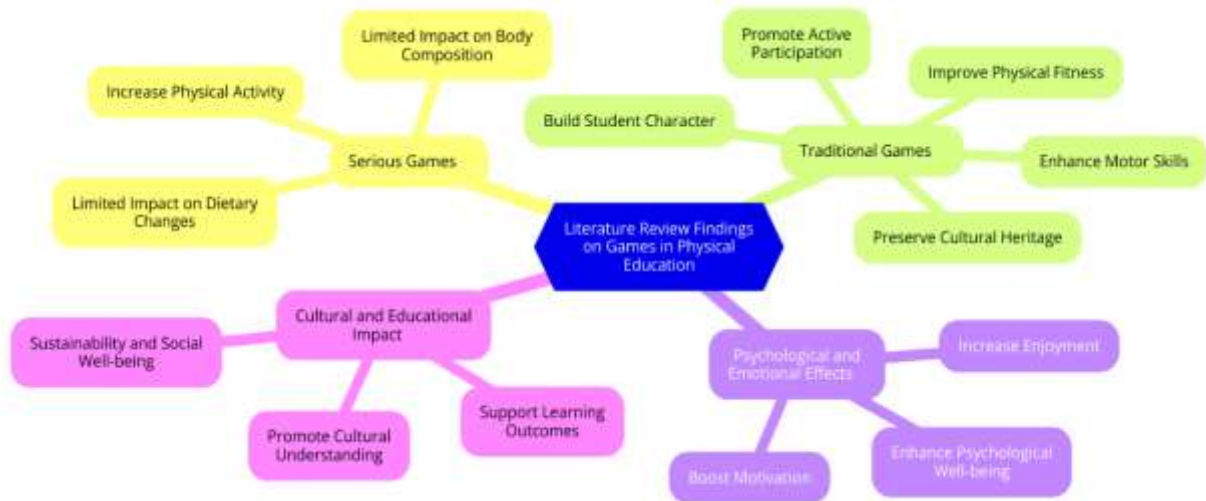 Literature Review Findings
on Games in Physical
Education
Serious Games
Limited Impact on Body
Composition
Increase Physical Activity
Limited Impact on Dietary
Changes
Traditional Games
Promote Active
Participation
Improve Physical Fitness
Build Student Character
Enhance Motor Skills
Preserve Cultural Heritage
Cultural and Educational
Impact
Sustainability and Social
Well-being
Promote Cultural
Understanding
Support Learning
Outcomes
Psychological and
Emotional Effects
Increase Enjoyment
Enhance Psychological
Well-being
Boost Motivation